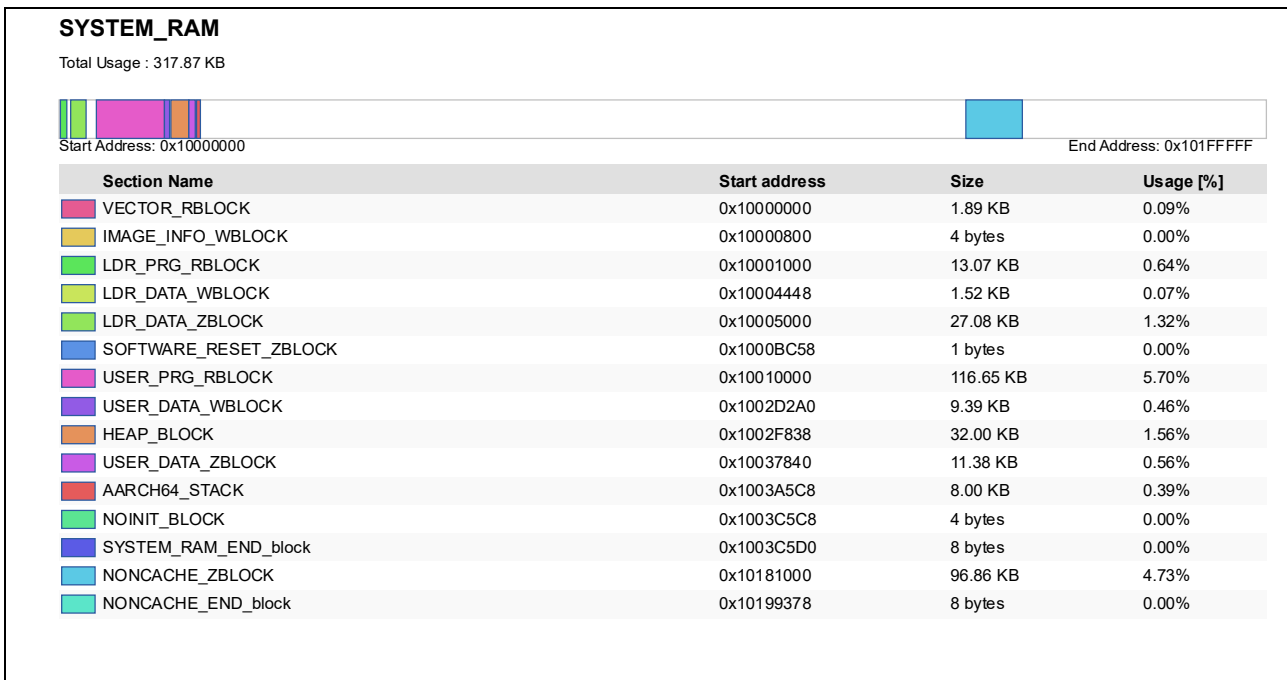 SYSTEM_RAM
Total Usage : 317.87 KB
Start Address: 0x10000000 End Address: 0x101FFFFF
Section Name Start address Size Usage [%]
VECTOR_RBLOCK 0x10000000 1.89 KB 0.09%
IMAGE_INFO_WBLOCK 0x10000800 4 bytes 0.00%
LDR_PRG_RBLOCK 0x10001000 13.07 KB 0.64%
LDR_DATA_WBLOCK 0x10004448 1.52 KB 0.07%
LDR_DATA_ZBLOCK 0x10005000 27.08 KB 1.32%
SOFTWARE_RESET_ZBLOCK 0x1000BC58 1 bytes 0.00%
USER_PRG_RBLOCK 0x10010000 116.65 KB 5.70%
USER_DATA_WBLOCK 0x1002D2A0 9.39 KB 0.46%
HEAP_BLOCK 0x1002F838 32.00 KB 1.56%
USER_DATA_ZBLOCK 0x10037840 11.38 KB 0.56%
AARCH64_STACK 0x1003A5C8 8.00 KB 0.39%
NOINIT_BLOCK 0x1003C5C8 4 bytes 0.00%
SYSTEM_RAM_END_block 0x1003C5D0 8 bytes 0.00%
NONCACHE_ZBLOCK 0x10181000 96.86 KB 4.73%
NONCACHE_END_block 0x10199378 8 bytes 0.00%